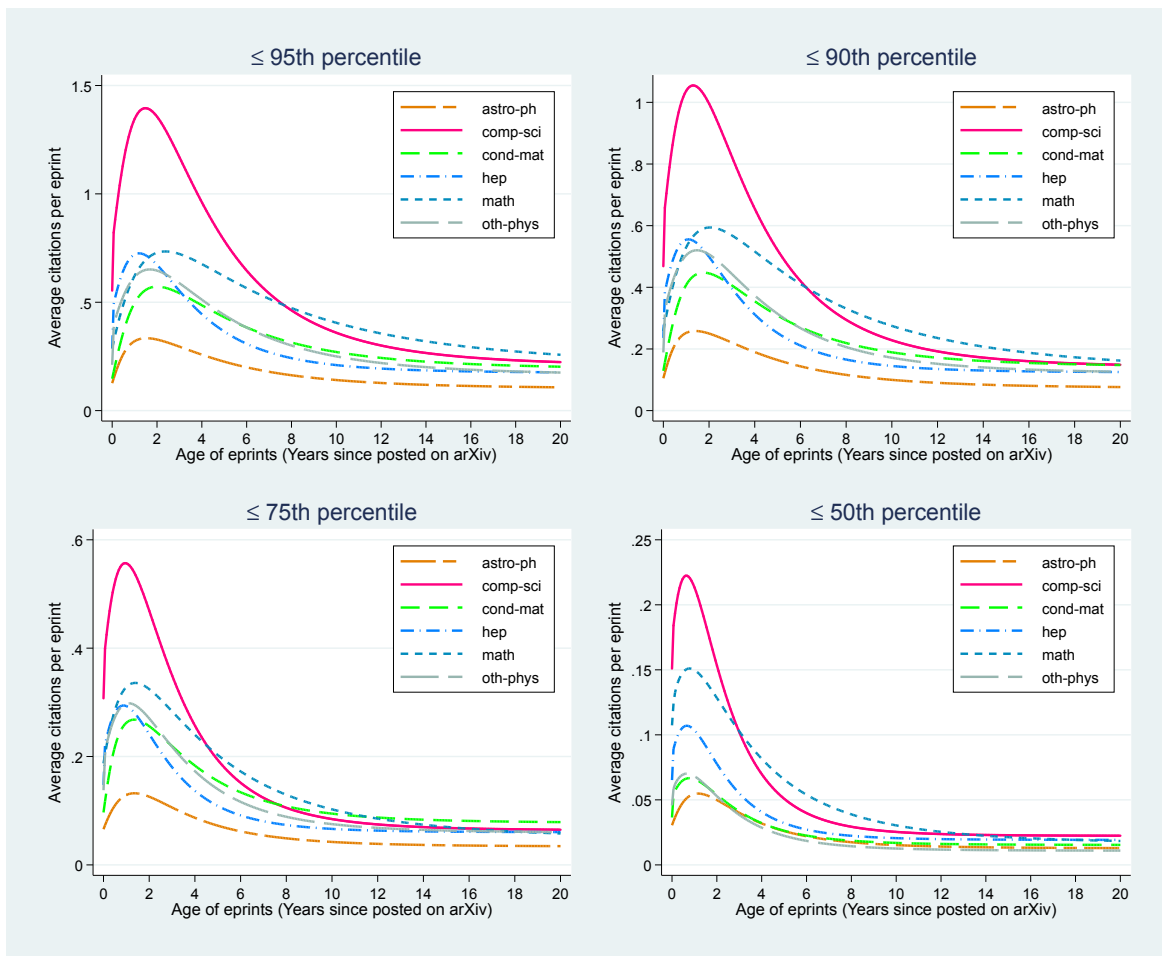 ≤ 95th percentile
Average citations per eprint
1.5
1
.5
0
astro-ph
comp-sci
cond-mat
hep
math
oth-phys
0 2 4 6 8 10 12 14 16 18 20
Age of eprints (Years since posted on arXiv)
≤ 90th percentile
Average citations per eprint
1
.8
.6
.4
.2
0
astro-ph
comp-sci
cond-mat
hep
math
oth-phys
0 2 4 6 8 10 12 14 16 18 20
Age of eprints (Years since posted on arXiv)
≤ 75th percentile
Average citations per eprint
.6
.4
.2
0
astro-ph
comp-sci
cond-mat
hep
math
oth-phys
0 2 4 6 8 10 12 14 16 18 20
Age of eprints (Years since posted on arXiv)
≤ 50th percentile
Average citations per eprint
.25
.2
.15
.1
.05
0
astro-ph
comp-sci
cond-mat
hep
math
oth-phys
0 2 4 6 8 10 12 14 16 18 20
Age of eprints (Years since posted on arXiv)